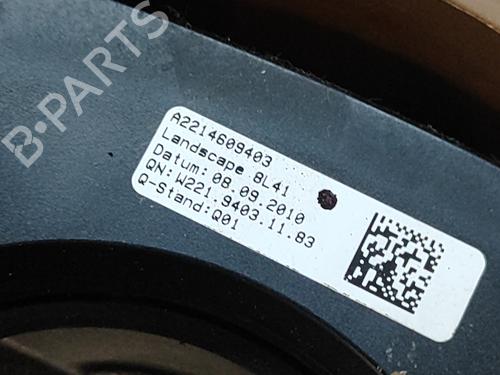 B-PARTS
A2214609403
Landscape 8L41
Datum: 08.09.2010
QN: W221.9403.11.83
Q-Stand:Q01